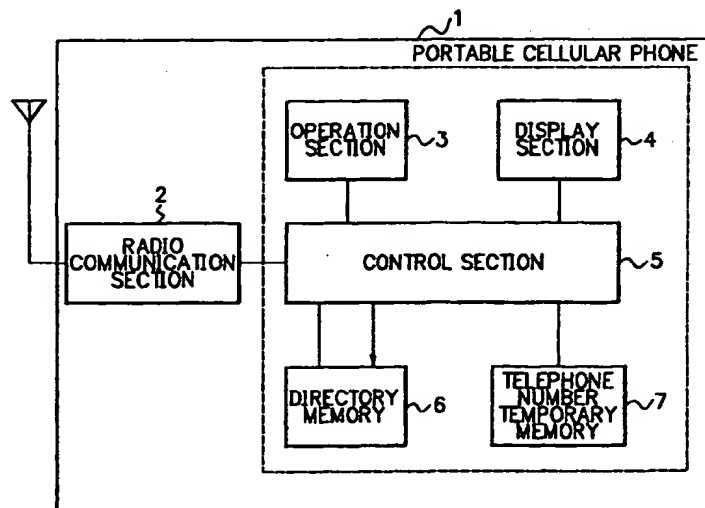 1
PORTABLE CELLULAR PHONE
OPERATION
SECTION
3
DISPLAY
SECTION
4
2
RADIO
COMMUNICATION
SECTION
CONTROL SECTION
5
DIRECTORY
MEMORY
6
TELEPHONE
NUMBER
TEMPORARY
MEMORY
7